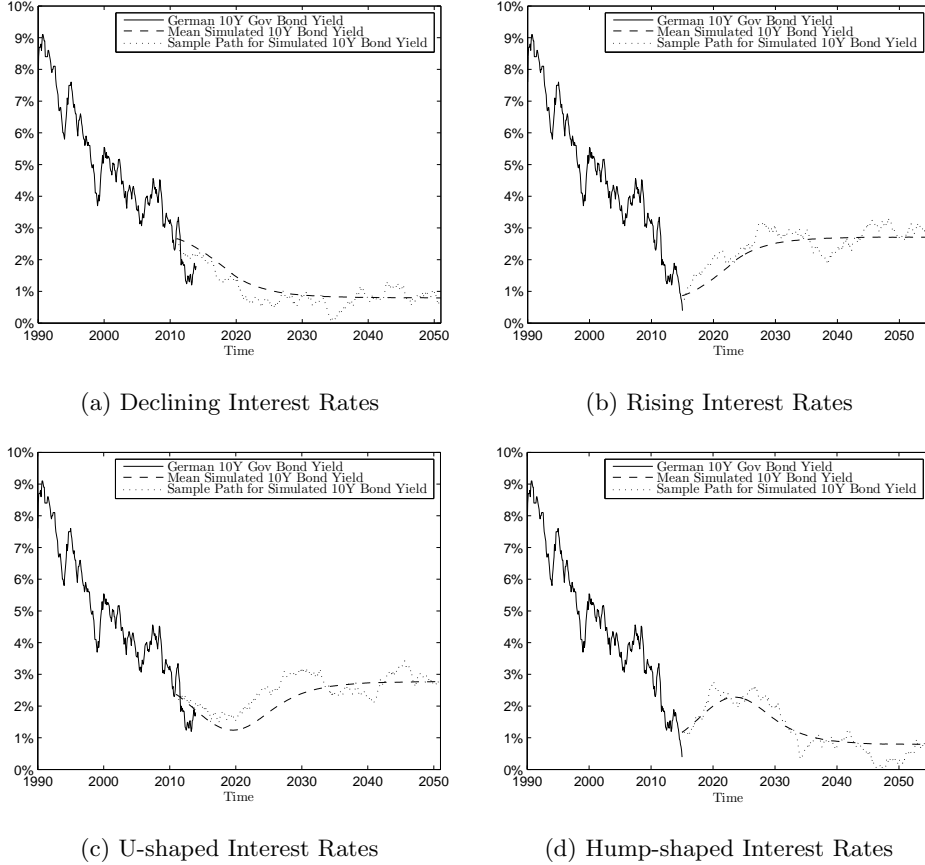 10%
9%
8%
7%
6%
5%
4%
3%
2%
1%
0%
1990 2000 2010 2020 2030 2040 2050
Time
German 10Y Gov Bond Yield
Mean Simulated 10Y Bond Yield
Sample Path for Simulated 10Y Bond Yield
(a) Declining Interest Rates
10%
9%
8%
7%
6%
5%
4%
3%
2%
1%
0%
1990 2000 2010 2020 2030 2040 2050
Time
German 10Y Gov Bond Yield
Mean Simulated 10Y Bond Yield
Sample Path for Simulated 10Y Bond Yield
(b) Rising Interest Rates
10%
9%
8%
7%
6%
5%
4%
3%
2%
1%
0%
1990 2000 2010 2020 2030 2040 2050
Time
German 10Y Gov Bond Yield
Mean Simulated 10Y Bond Yield
Sample Path for Simulated 10Y Bond Yield
(c) U-shaped Interest Rates
10%
9%
8%
7%
6%
5%
4%
3%
2%
1%
0%
1990 2000 2010 2020 2030 2040 2050
Time
German 10Y Gov Bond Yield
Mean Simulated 10Y Bond Yield
Sample Path for Simulated 10Y Bond Yield
(d) Hump-shaped Interest Rates